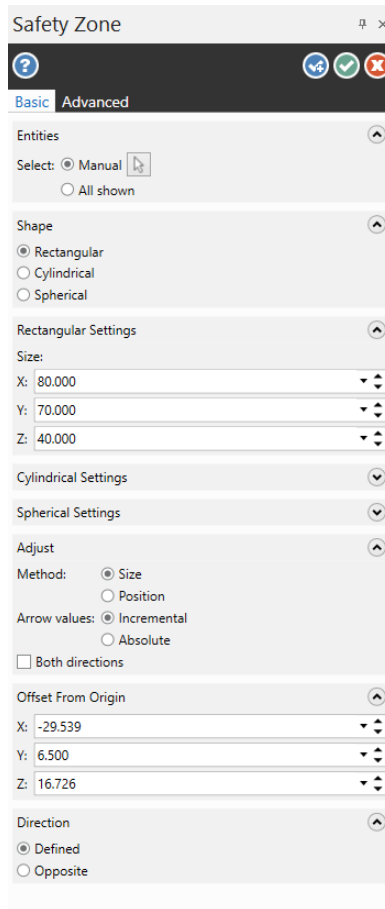 Safety Zone
Basic Advanced
Entities
Select: Manual
All shown
Shape
Rectangular
Cylindrical
Spherical
Rectangular Settings
Size:
X: 80.000
Y: 70.000
Z: 40.000
Cylindrical Settings
Spherical Settings
Adjust
Method: Size
Position
Arrow values: Incremental
Absolute
Both directions
Offset From Origin
X: -29.539
Y: 6.500
Z: 16.726
Direction
Defined
Opposite